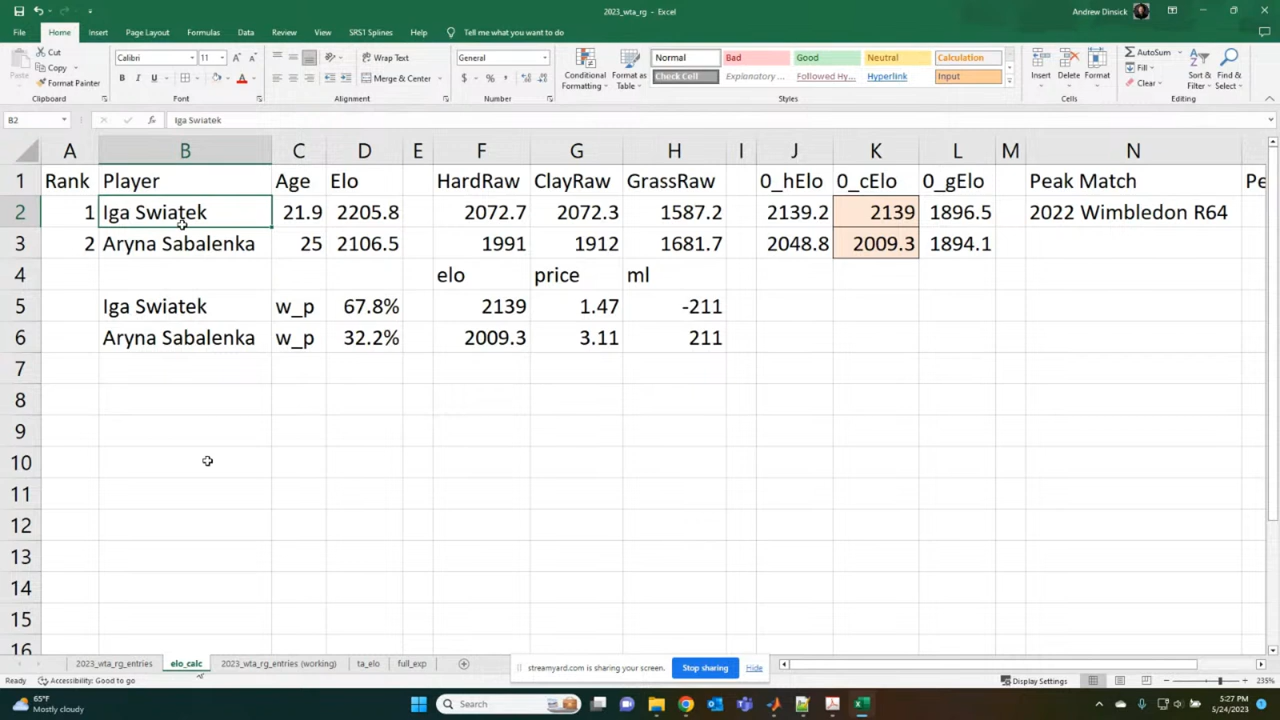 2023_wta_rg - Excel
Andrew Dinsick
File Home Insert Page Layout Formulas Data Review View SRS1 Splines Help Tell me what you want to do
Paste
Cut
Copy
Format Painter
Clipboard
Calibri 11
B I U
Font
Wrap Text
Merge & Center
Alignment
General
$ % ,
Number
Conditional Formatting
Format as Table
Normal Bad Good Neutral Calculation
Check Cell Explanatory ... Followed Hy... Hyperlink Input
Styles
Insert Delete Format
Cells
AutoSum
Fill
Clear
Sort & Filter
Find & Select
Editing
B2 fx Iga Swiatek
A B C D E F G H I J K L M N
1 Rank Player Age Elo HardRaw ClayRaw GrassRaw 0_hElo 0_cElo 0_gElo Peak Match Pe
2 1 Iga Swiatek 21.9 2205.8 2072.7 2072.3 1587.2 2139.2 2139 1896.5 2022 Wimbledon R64
3 2 Aryna Sabalenka 25 2106.5 1991 1912 1681.7 2048.8 2009.3 1894.1
4 elo price ml
5 Iga Swiatek w_p 67.8% 2139 1.47 -211
6 Aryna Sabalenka w_p 32.2% 2009.3 3.11 211
7
8
9
10
11
12
13
14
15
16
2023_wta_rg_entries elo_calc 2023_wta_rg_entries (working) ta_elo full_exp
streamyard.com is sharing your screen. Stop sharing Hide
Ready Accessibility: Good to go Display Settings 235%
65°F
Mostly cloudy
Search
5:27 PM
5/24/2023